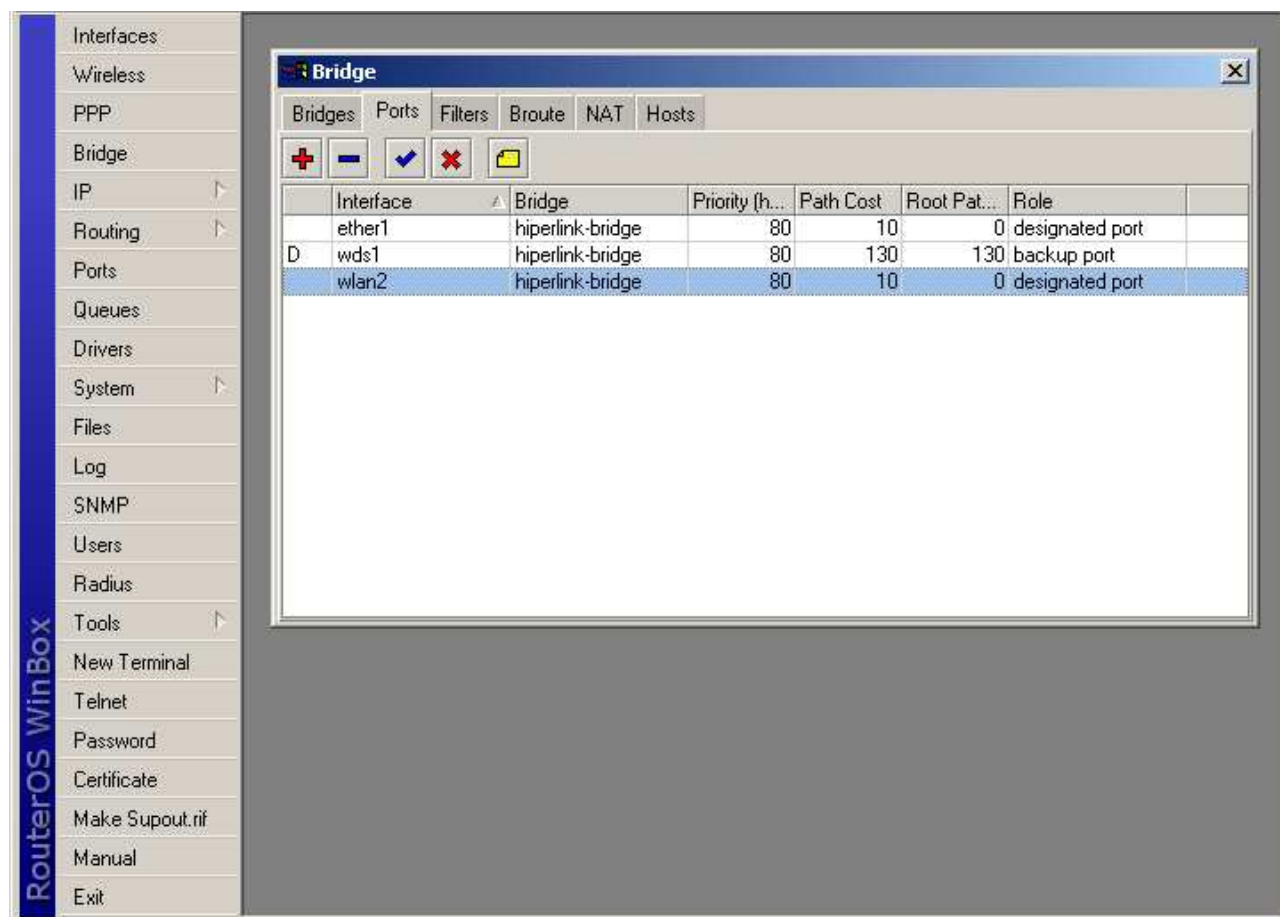 Interfaces
Wireless
PPP
Bridge
IP
Routing
Ports
Queues
Drivers
System
Files
Log
SNMP
Users
Radius
Tools
New Terminal
Telnet
Password
Certificate
Make Supout.rif
Manual
Exit
RouterOS WinBox
Bridge
Bridges Ports Filters Broute NAT Hosts
Interface Bridge Priority (h... Path Cost Root Pat... Role
ether1 hiperlink-bridge 80 10 0 designated port
D wds1 hiperlink-bridge 80 130 130 backup port
wlan2 hiperlink-bridge 80 10 0 designated port